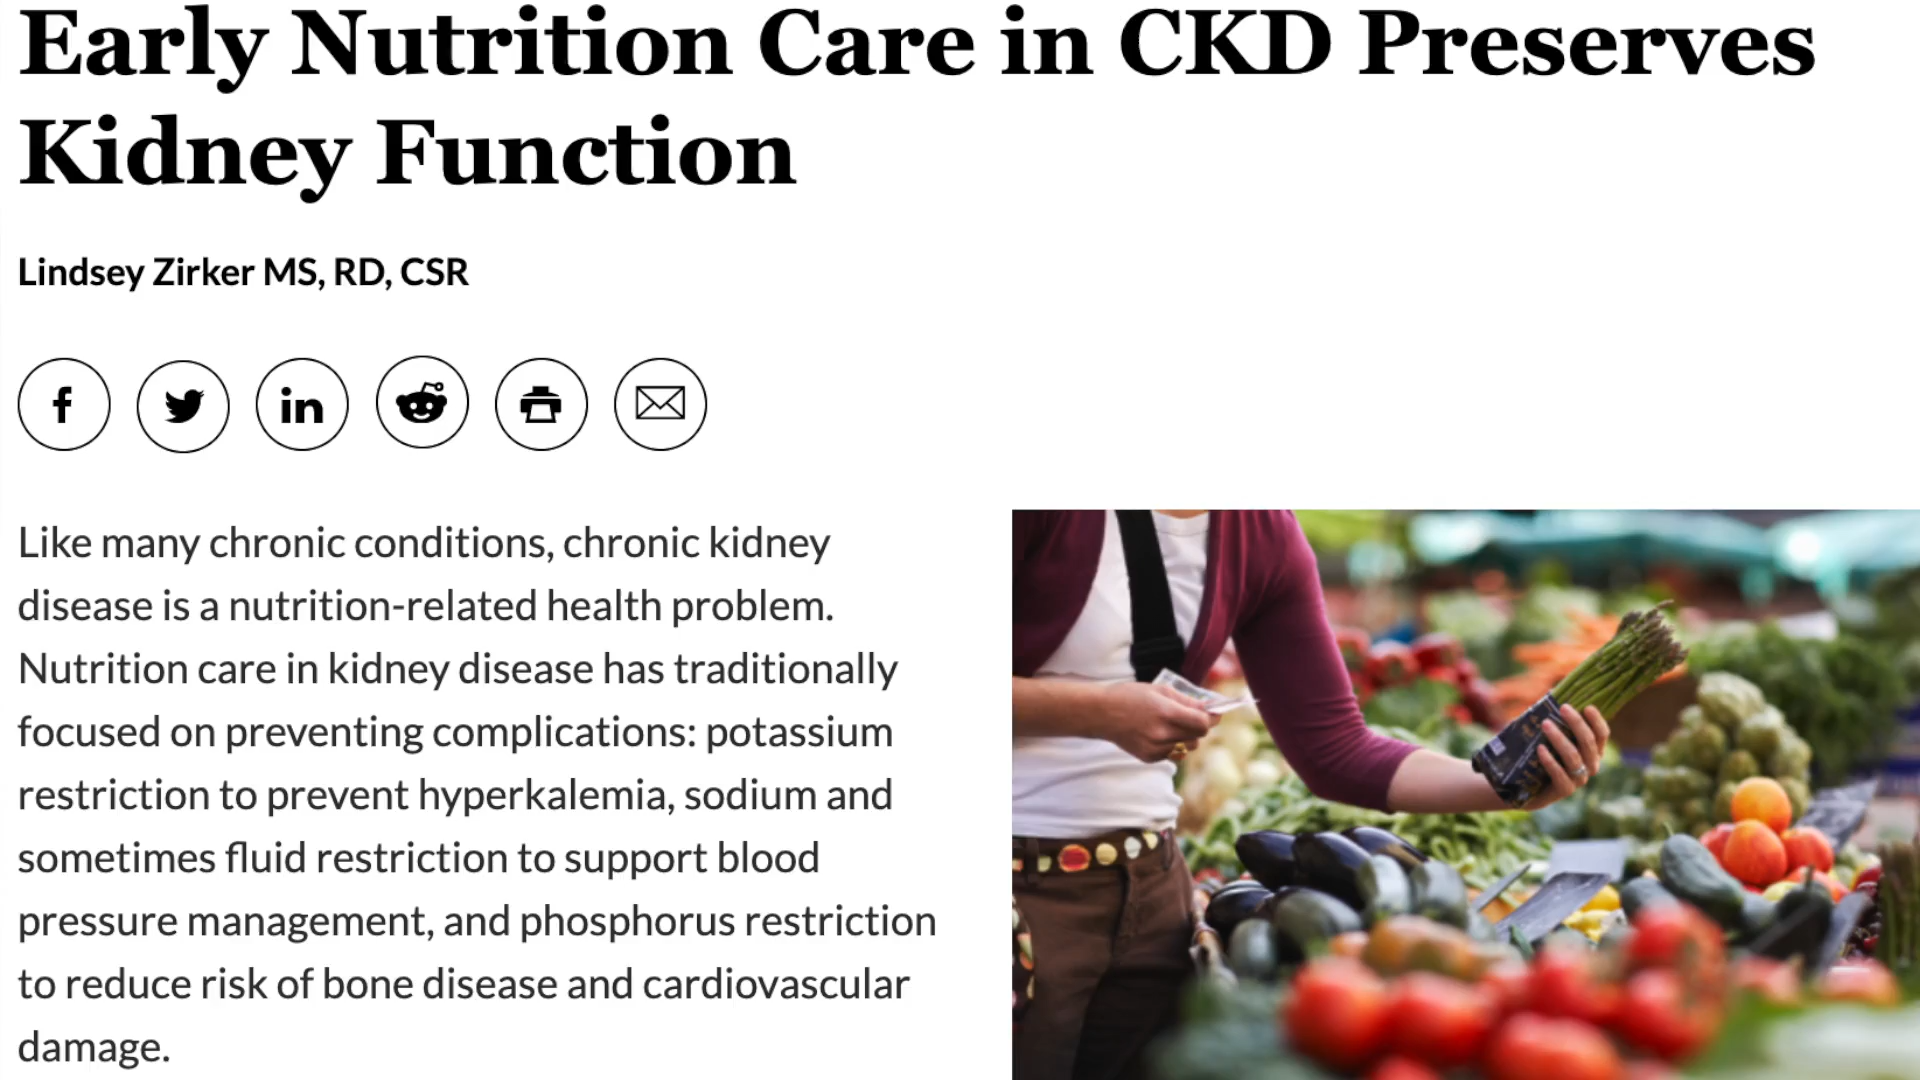 Early Nutrition Care in CKD Preserves
Kidney Function
Lindsey Zirker MS, RD, CSR
Like many chronic conditions, chronic kidney
disease is a nutrition-related health problem.
Nutrition care in kidney disease has traditionally
focused on preventing complications: potassium
restriction to prevent hyperkalemia, sodium and
sometimes fluid restriction to support blood
pressure management, and phosphorus restriction
to reduce risk of bone disease and cardiovascular
damage.